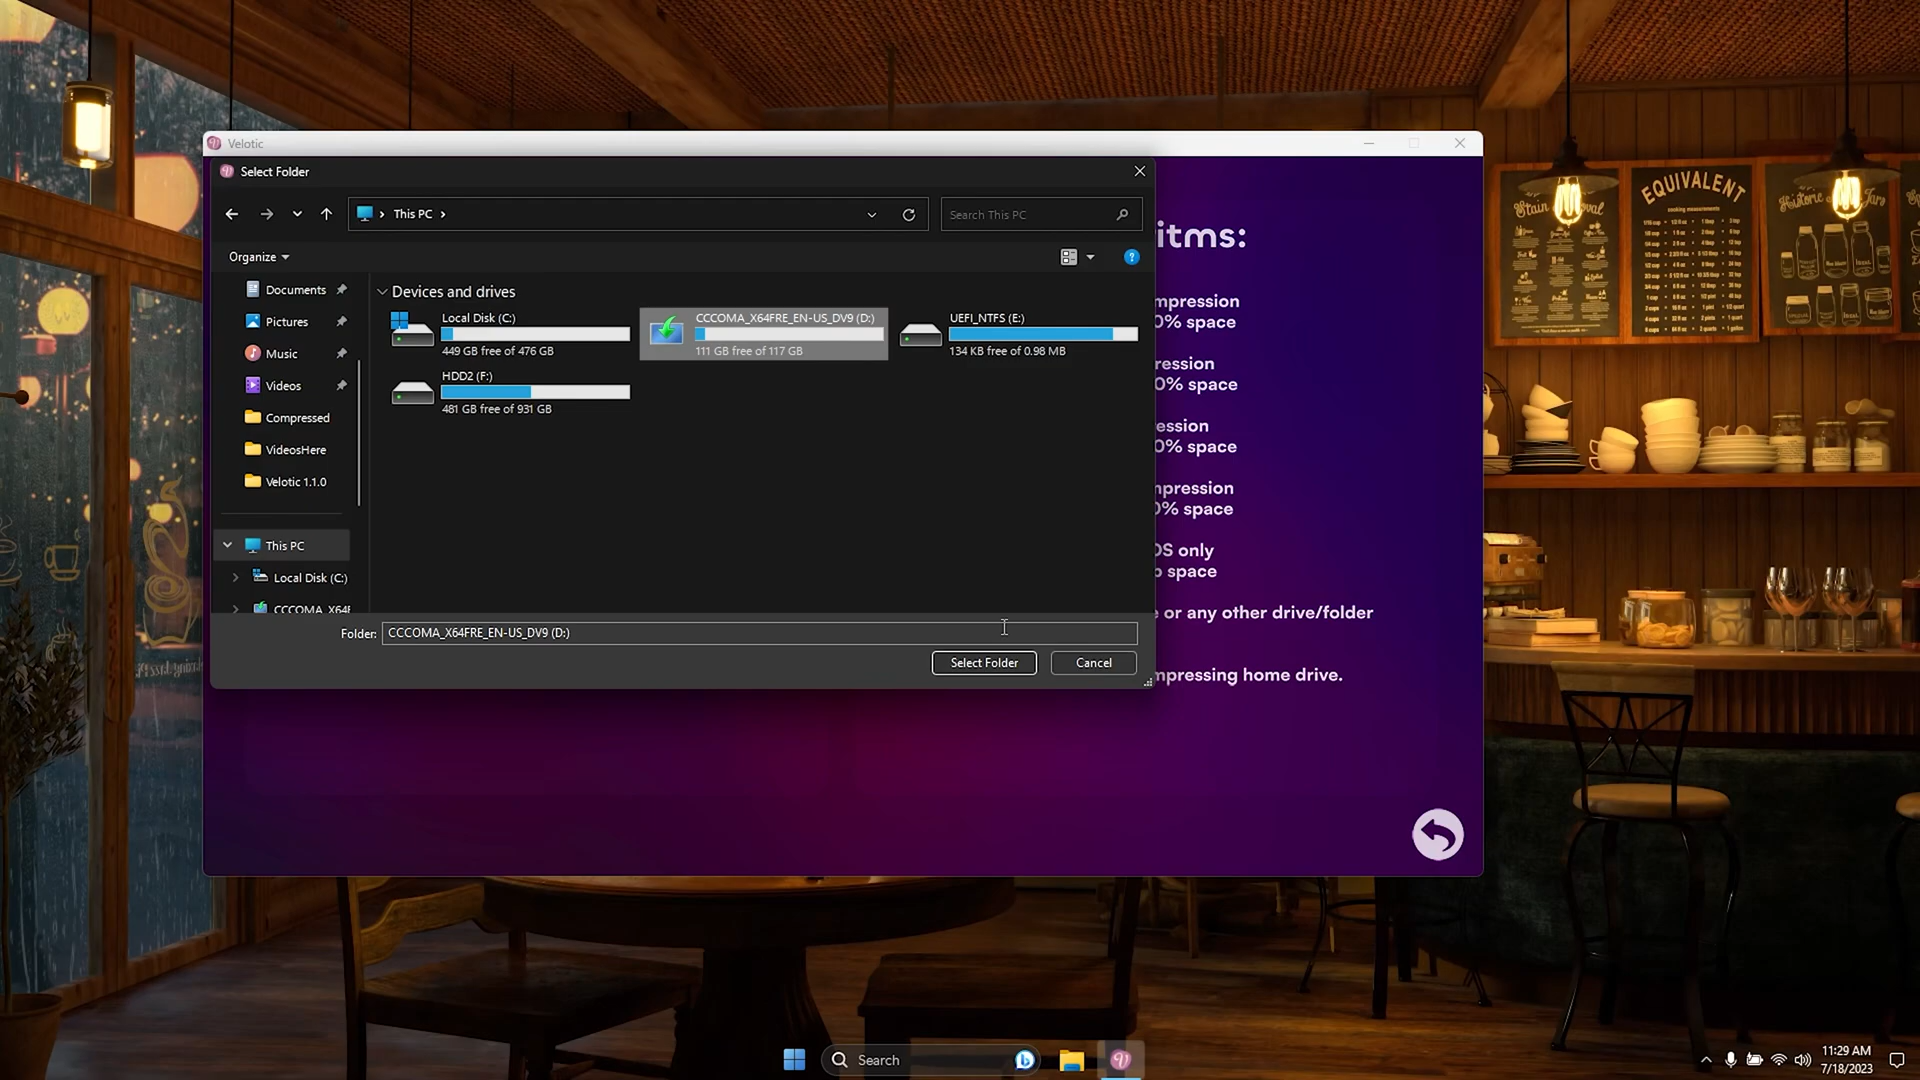 Velotic
Select Folder
This PC
Search This PC
Organize
Documents
Pictures
Music
Videos
Compressed
VideosHere
Velotic 1.1.0
This PC
Local Disk (C:)
CCCOMA_X64F
Devices and drives
Local Disk (C:)
449 GB free of 476 GB
CCCOMA_X64FRE_EN-US_DV9 (D:)
111 GB free of 117 GB
UEFI_NTFS (E:)
134 KB free of 0.98 MB
HDD2 (F:)
481 GB free of 931 GB
Folder: CCCOMA_X64FRE_EN-US_DV9 (D:)
Select Folder
Cancel
itms:
mpression
0% space
ression
0% space
ession
0% space
npression
0% space
OS only
space
or any other drive/folder
mpressing home drive.
EQUIVALENT
cooking measurements
Search
11:29 AM
7/18/2023